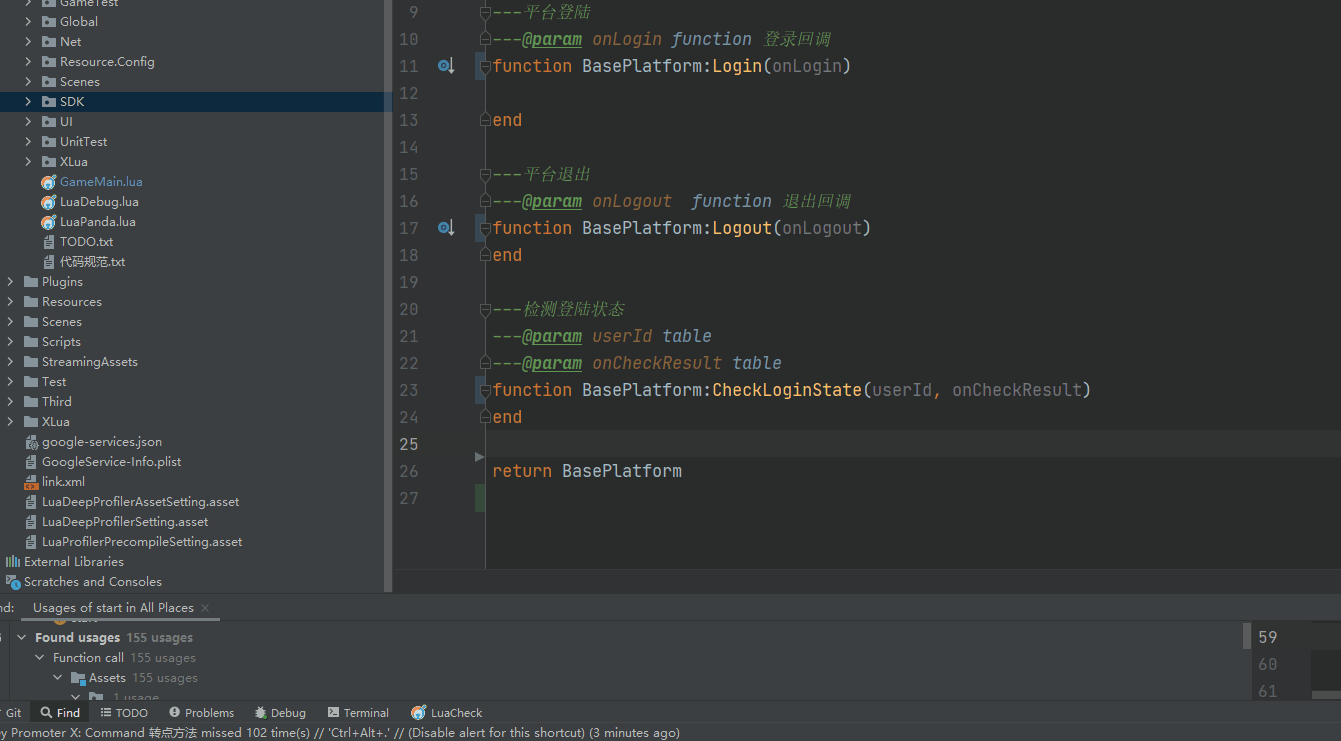 GameTest
Global
Net
Resource.Config
Scenes
SDK
UI
UnitTest
XLua
GameMain.lua
LuaDebug.lua
LuaPanda.lua
TODO.txt
代码规范.txt
Plugins
Resources
Scenes
Scripts
StreamingAssets
Test
Third
XLua
google-services.json
GoogleService-Info.plist
link.xml
LuaDeepProfilerAssetSetting.asset
LuaDeepProfilerSetting.asset
LuaProfilerPrecompileSetting.asset
External Libraries
Scratches and Consoles
9 ---平台登陆
10 ---@param onLogin function 登录回调
11 function BasePlatform:Login(onLogin)
12
13 end
14
15 ---平台退出
16 ---@param onLogout  function 退出回调
17 function BasePlatform:Logout(onLogout)
18 end
19
20 ---检测登陆状态
21 ---@param userId table
22 ---@param onCheckResult table
23 function BasePlatform:CheckLoginState(userId, onCheckResult)
24 end
25
26 return BasePlatform
27
nd: Usages of start in All Places ×
start
Found usages 155 usages
Function call 155 usages
Assets 155 usages
1 usage
59
60
61
Git Find TODO Problems Debug Terminal LuaCheck
y Promoter X: Command 转点方法 missed 102 time(s) // 'Ctrl+Alt+.' // (Disable alert for this shortcut) (3 minutes ago)